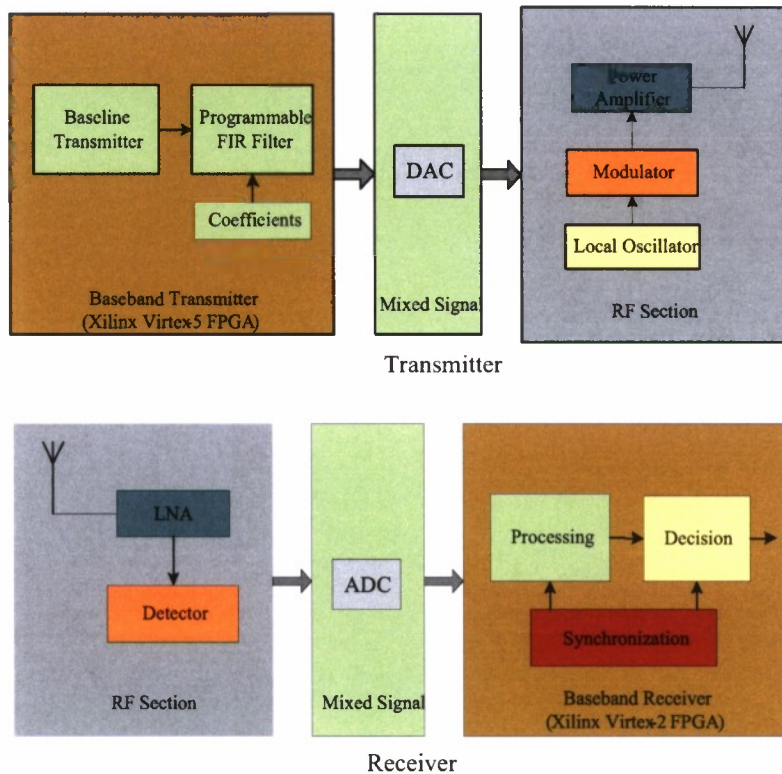 Baseline
Transmitter
Programmable
FIR Filter
Coefficients
Baseband Transmitter
(Xilinx Virtex-5 FPGA)
DAC
Mixed Signal
Power
Amplifier
Modulator
Local Oscillator
RF Section
Transmitter
LNA
Detector
RF Section
ADC
Mixed Signal
Processing
Decision
Synchronization
Baseband Receiver
(Xilinx Virtex-2 FPGA)
Receiver